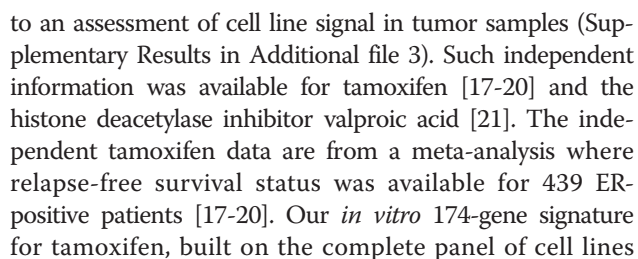 to an assessment of cell line signal in tumor samples (Sup-
plementary Results in Additional file 3). Such independent
information was available for tamoxifen [17-20] and the
histone deacetylase inhibitor valproic acid [21]. The inde-
pendent tamoxifen data are from a meta-analysis where
relapse-free survival status was available for 439 ER-
positive patients [17-20]. Our in vitro 174-gene signature
for tamoxifen, built on the complete panel of cell lines